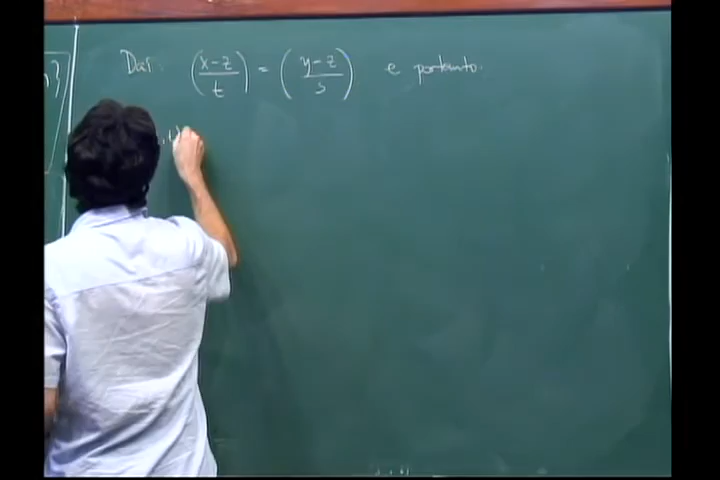 Daí: (x-z / t) = (y-z / s) e portanto: